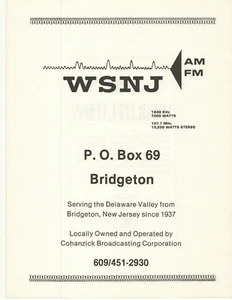 AM
FM
WSNJ
1240 KHz
1000 WATTS
107.7 MHz
15,000 WATTS STEREO
P. O. Box 69
Bridgeton
Serving the Delaware Valley from
Bridgeton, New Jersey since 1937
Locally Owned and Operated by
Cohanzick Broadcasting Corporation
609/451-2930